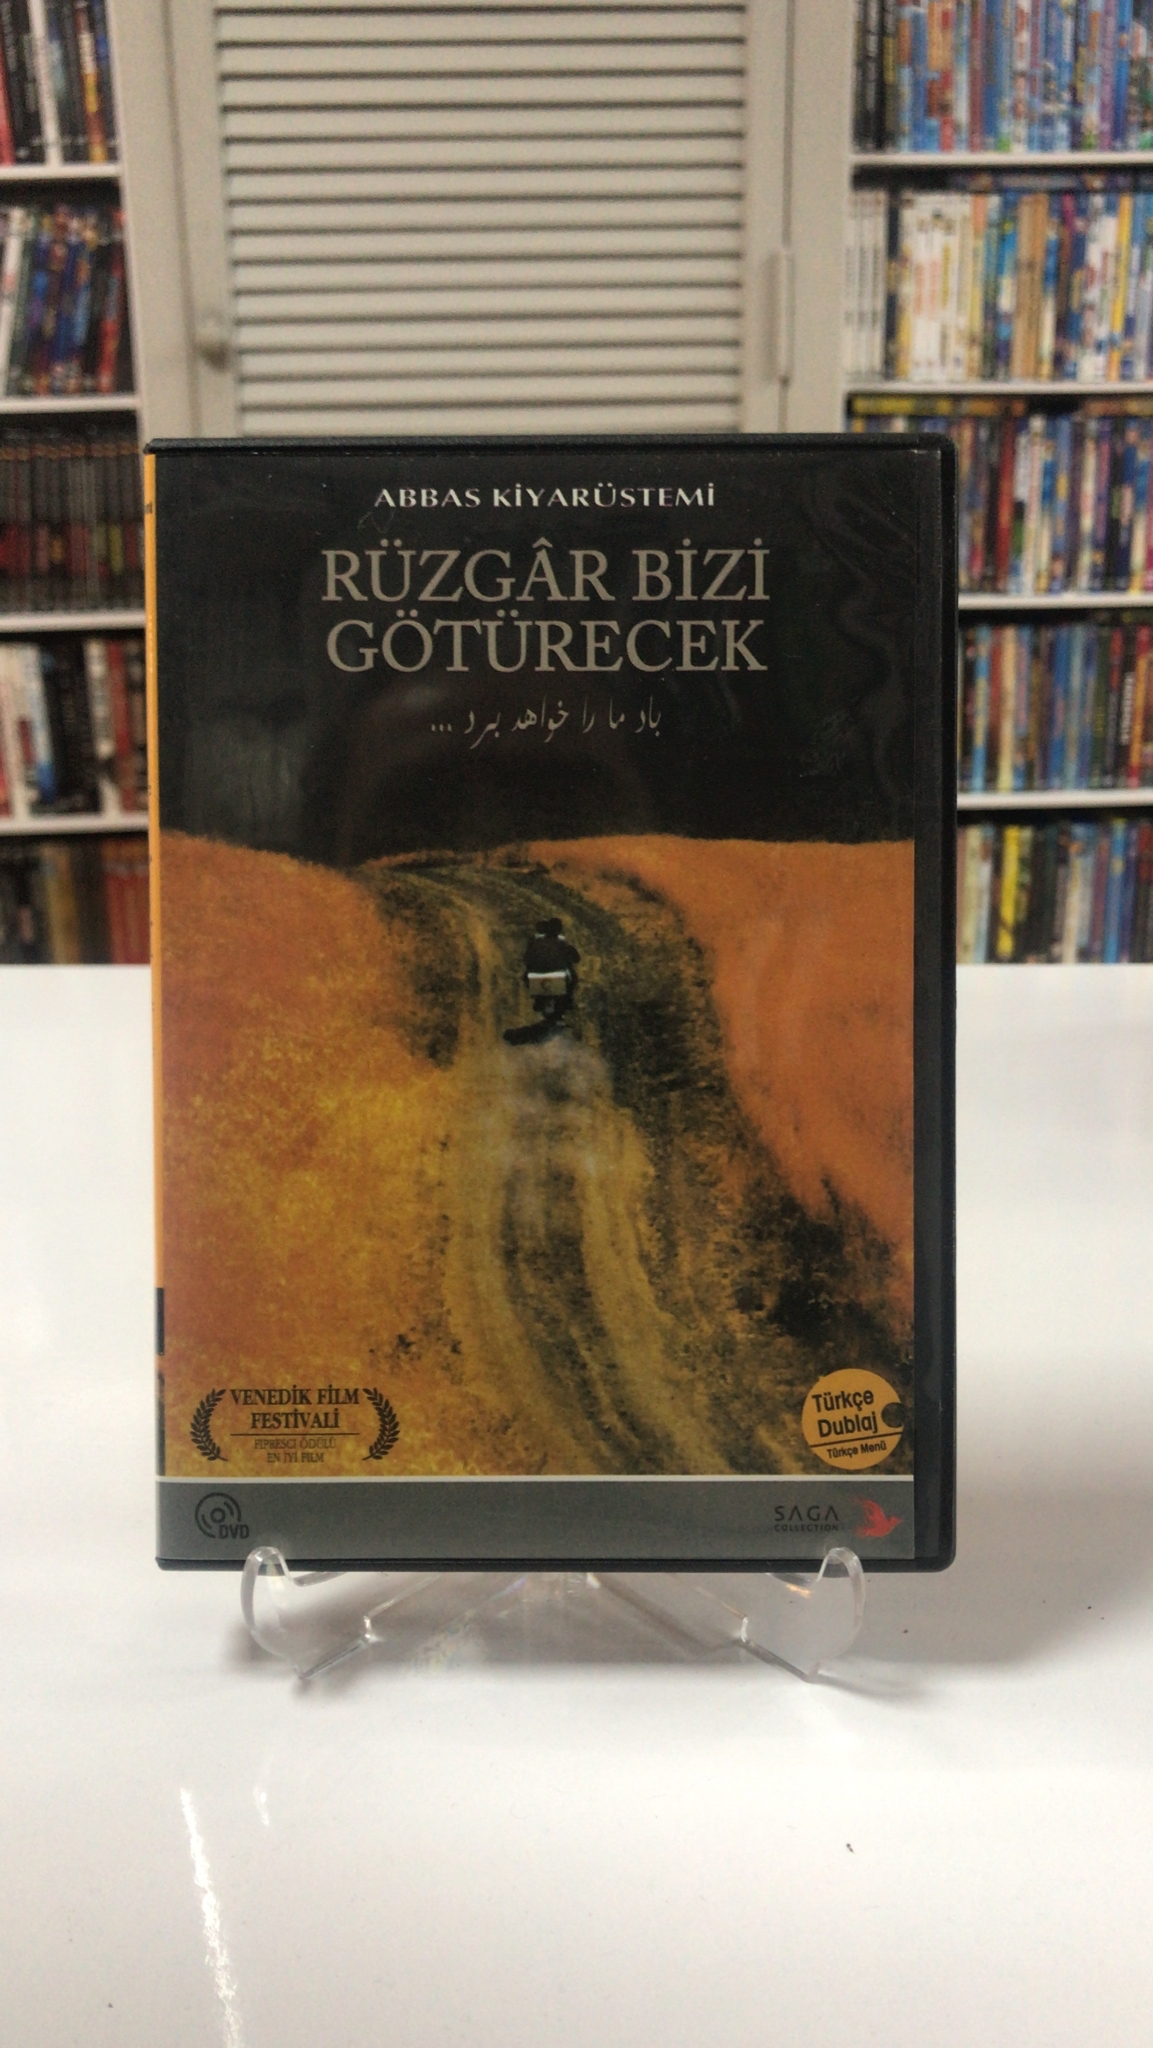 ABBAS KİYARÜSTEMİ
RÜZGÂR BİZİ
GÖTÜRECEK
باد ما را خواهد برد ...
VENEDİK FİLM
FESTİVALİ
FIPRESCI ÖDÜLÜ
EN İYİ FİLM
Türkçe
Dublaj
Türkçe Menü
DVD
SAGA
COLLECTION